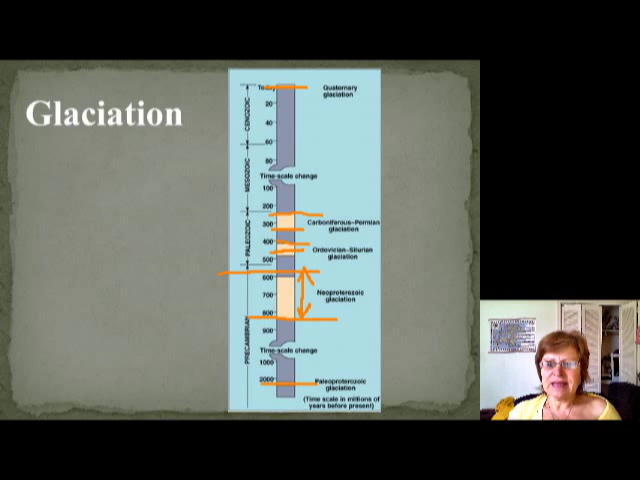 Glaciation
Today
Quaternary
glaciation
20
40
60
80
CENOZOIC
Time scale change
100
200
MESOZOIC
Carboniferous-Permian
glaciation
300
400
Ordovician-Silurian
glaciation
500
PALEOZOIC
600
Neoproterozoic
glaciation
700
800
900
Time scale change
1000
PRECAMBRIAN
2000
Paleoproterozoic
glaciation
(Time scale in millions of
years before present)